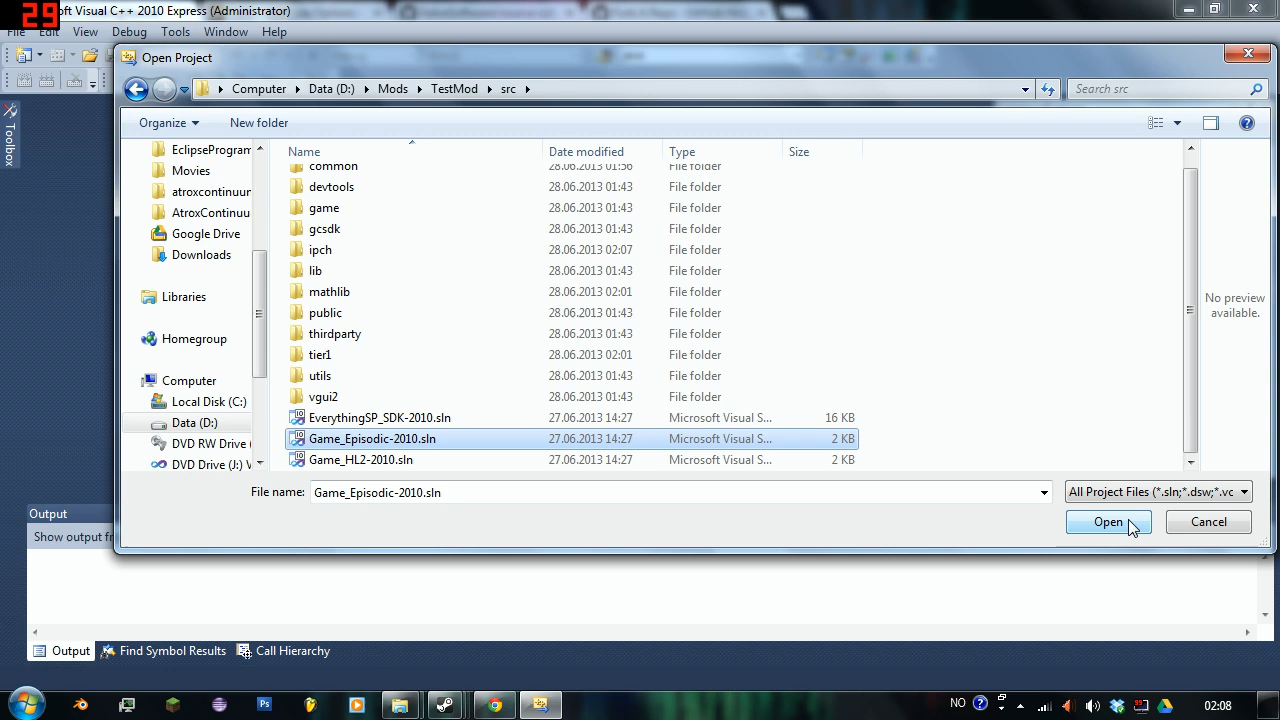 29
oft Visual C++ 2010 Express (Administrator)
File Edit View Debug Tools Window Help
Open Project
Computer Data (D:) Mods TestMod src
Search src
Organize New folder
Name Date modified Type Size
Toolbox
EclipseProgram
Movies
atroxcontinuun
AtroxContinuu
Google Drive
Downloads
Libraries
Homegroup
Computer
Local Disk (C:)
Data (D:)
DVD RW Drive (
DVD Drive (J:) V
common 28.06.2013 01:56 File folder
devtools 28.06.2013 01:43 File folder
game 28.06.2013 01:43 File folder
gcsdk 28.06.2013 01:43 File folder
ipch 28.06.2013 02:07 File folder
lib 28.06.2013 01:43 File folder
mathlib 28.06.2013 02:01 File folder
public 28.06.2013 01:43 File folder
thirdparty 28.06.2013 01:43 File folder
tier1 28.06.2013 02:01 File folder
utils 28.06.2013 01:43 File folder
vgui2 28.06.2013 01:43 File folder
EverythingSP_SDK-2010.sln 27.06.2013 14:27 Microsoft Visual S... 16 KB
Game_Episodic-2010.sln 27.06.2013 14:27 Microsoft Visual S... 2 KB
Game_HL2-2010.sln 27.06.2013 14:27 Microsoft Visual S... 2 KB
No preview
available.
File name: Game_Episodic-2010.sln All Project Files (*.sln;*.dsw;*.vc
Open Cancel
Output
Show output fr
Output Find Symbol Results Call Hierarchy
NO 02:08